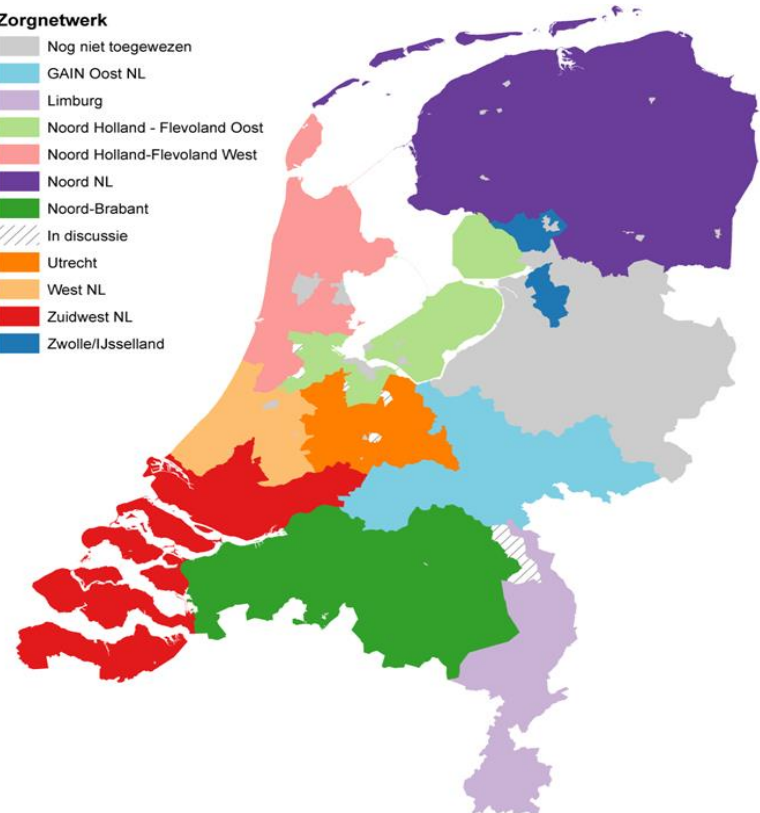 Zorgnetwerk
Nog niet toegewezen
GAIN Oost NL
Limburg
Noord Holland - Flevoland Oost
Noord Holland-Flevoland West
Noord NL
Noord-Brabant
In discussie
Utrecht
West NL
Zuidwest NL
Zwolle/IJsselland